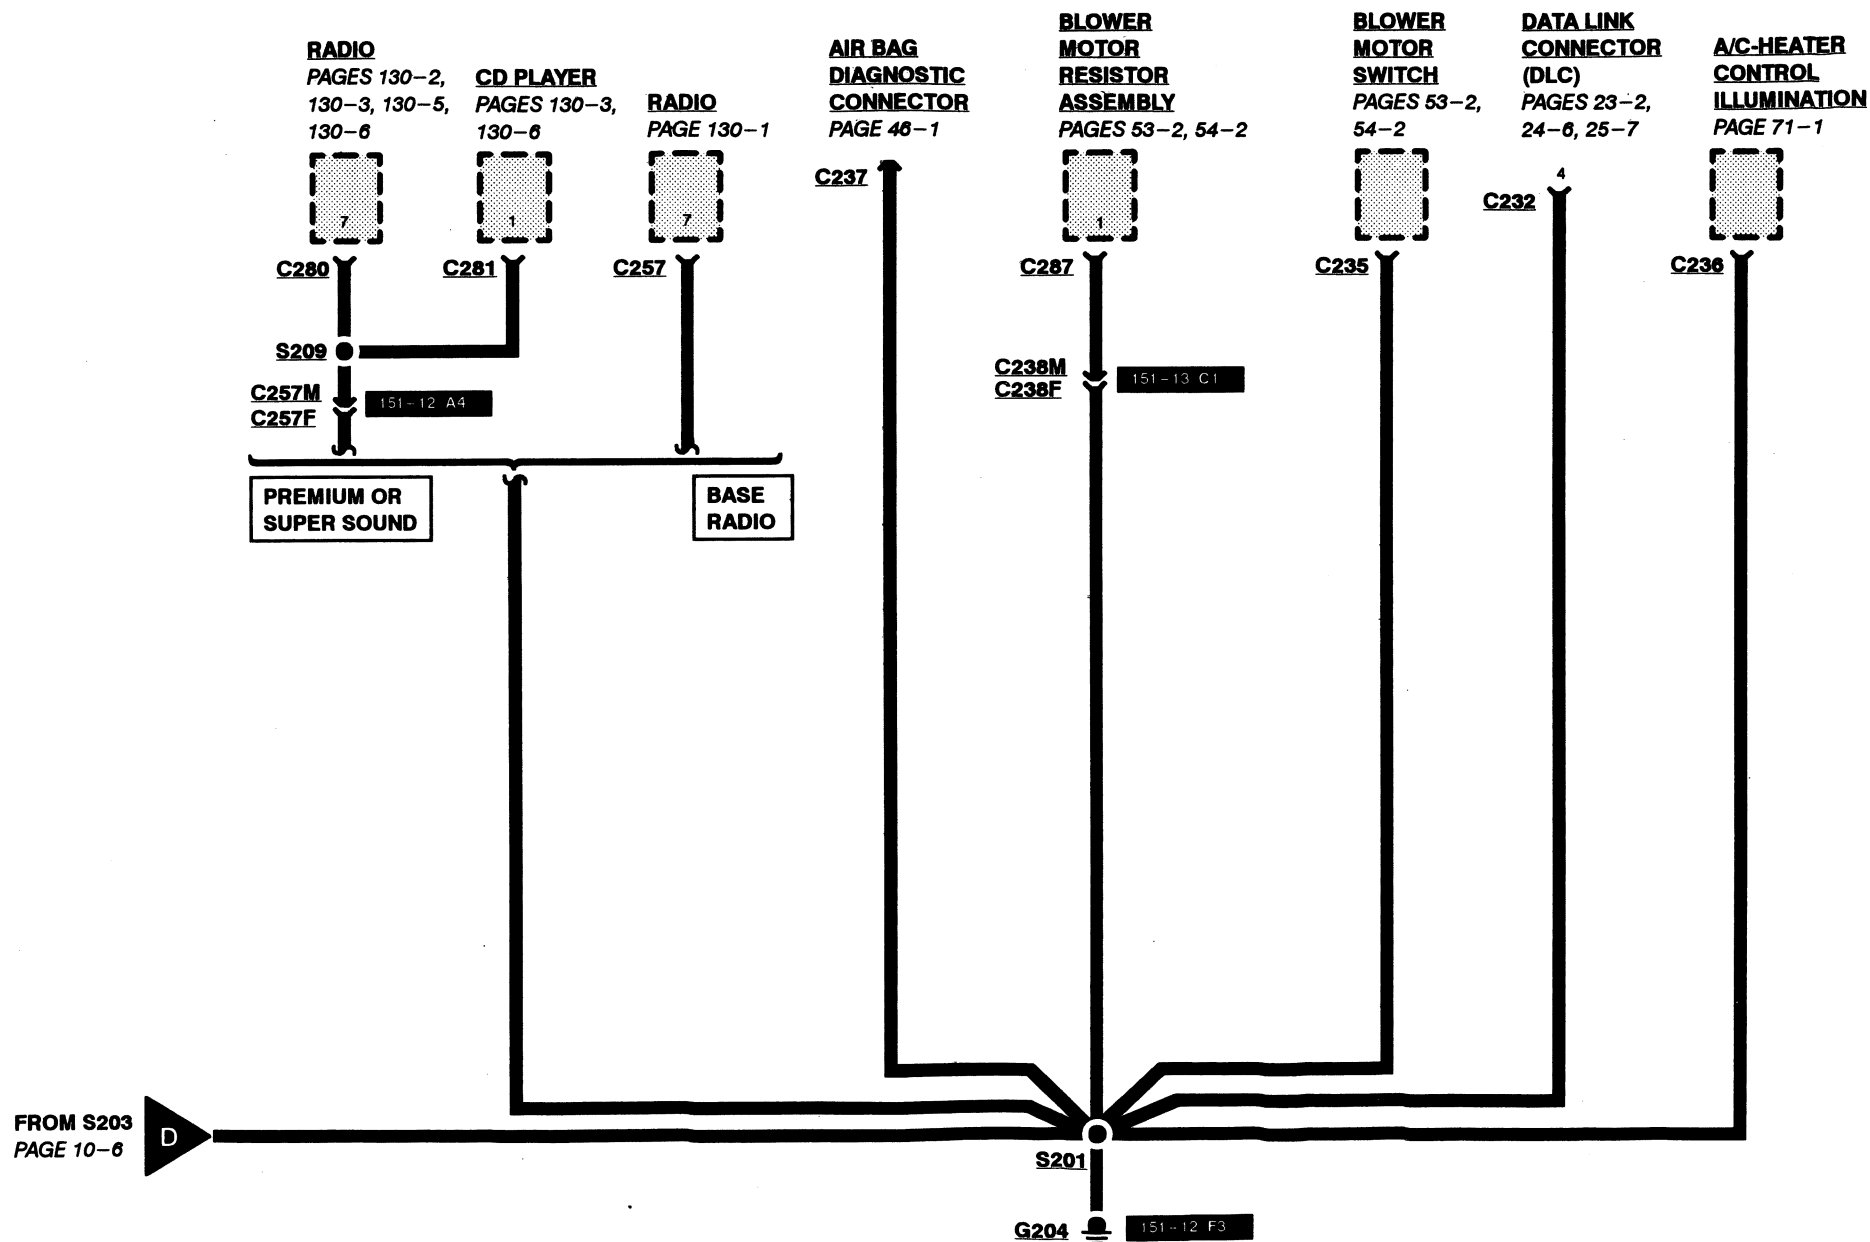 RADIO
PAGES 130-2,
130-3, 130-5,
130-6
CD PLAYER
PAGES 130-3,
130-6
RADIO
PAGE 130-1
AIR BAG
DIAGNOSTIC
CONNECTOR
PAGE 46-1
BLOWER
MOTOR
RESISTOR
ASSEMBLY
PAGES 53-2, 54-2
BLOWER
MOTOR
SWITCH
PAGES 53-2,
54-2
DATA LINK
CONNECTOR
(DLC)
PAGES 23-2,
24-6, 25-7
A/C-HEATER
CONTROL
ILLUMINATION
PAGE 71-1
7
1
7
1
4
C280
C281
C257
C237
C287
C235
C232
C236
S209
C257M
C257F
151-12 A4
C238M
C238F
151-13 C1
PREMIUM OR
SUPER SOUND
BASE
RADIO
FROM S203
PAGE 10-6
D
S201
G204
151-12 F3